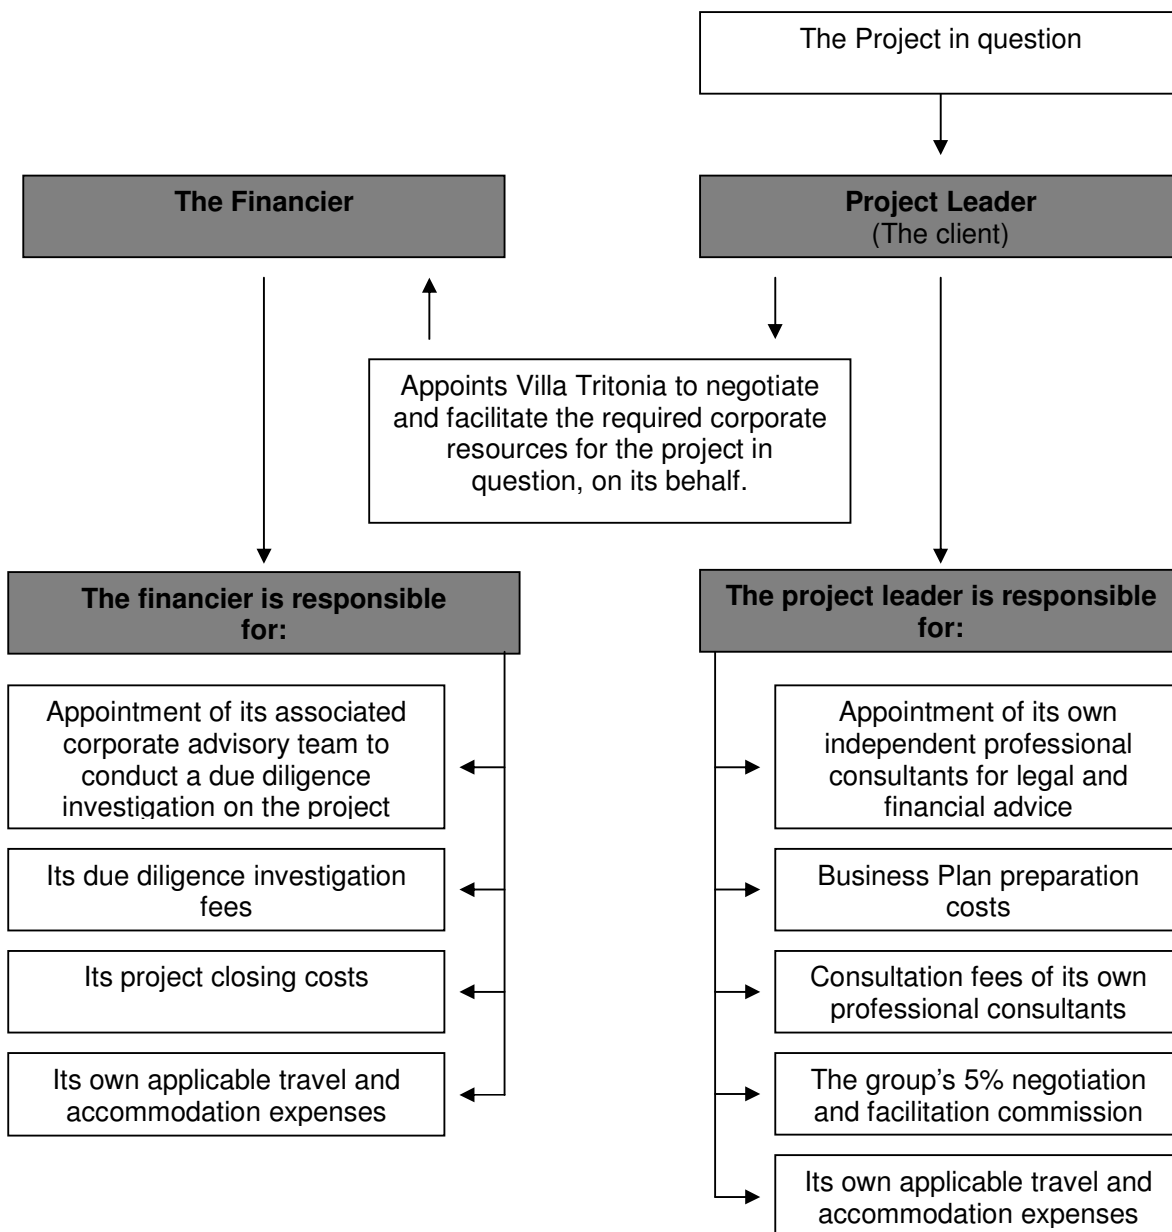 The Project in question
The Financier
Project Leader
(The client)
Appoints Villa Tritonia to negotiate
and facilitate the required corporate
resources for the project in
question, on its behalf.
The financier is responsible
for:
Appointment of its associated
corporate advisory team to
conduct a due diligence
investigation on the project
Its due diligence investigation
fees
Its project closing costs
Its own applicable travel and
accommodation expenses
The project leader is responsible
for:
Appointment of its own
independent professional
consultants for legal and
financial advice
Business Plan preparation
costs
Consultation fees of its own
professional consultants
The group's 5% negotiation
and facilitation commission
Its own applicable travel and
accommodation expenses